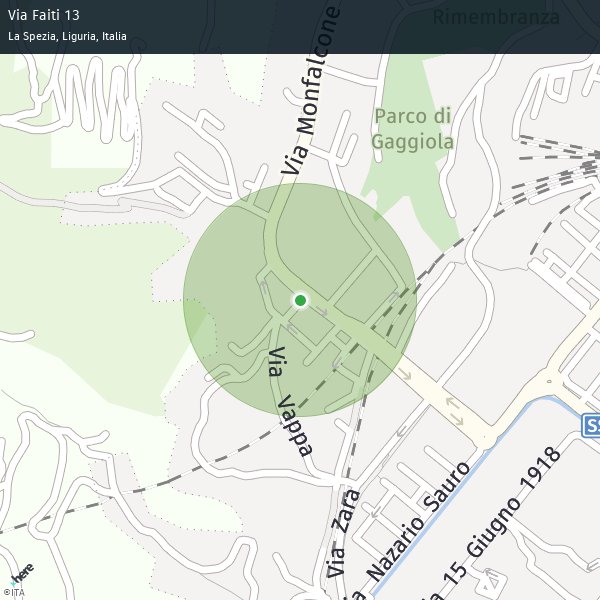 Via Faiti 13
La Spezia, Liguria, Italia
Rimembranza
Via Monfalcone
Parco di
Gaggiola
Via Vappa
SS
Via Zara
Via Nazario Sauro
Via 15 Giugno 1918
here
©ITA